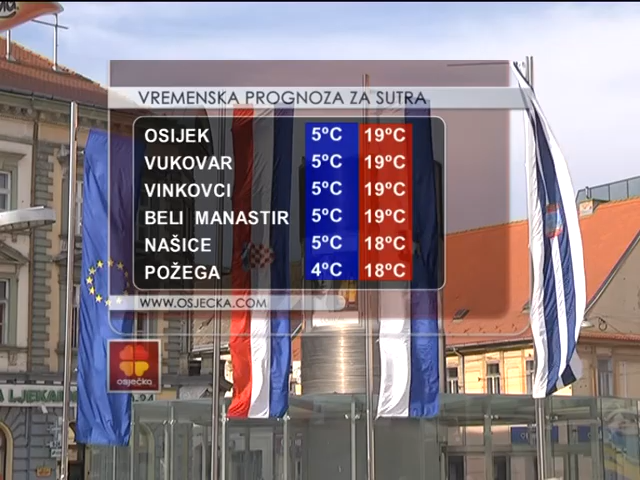 VREMENSKA PROGNOZA ZA SUTRA
OSIJEK 5°C 19°C
VUKOVAR 5°C 19°C
VINKOVCI 5°C 19°C
BELI MANASTIR 5°C 19°C
NAŠICE 5°C 18°C
POŽEGA 4°C 18°C
WWW.OSJECKA.COM
osječka